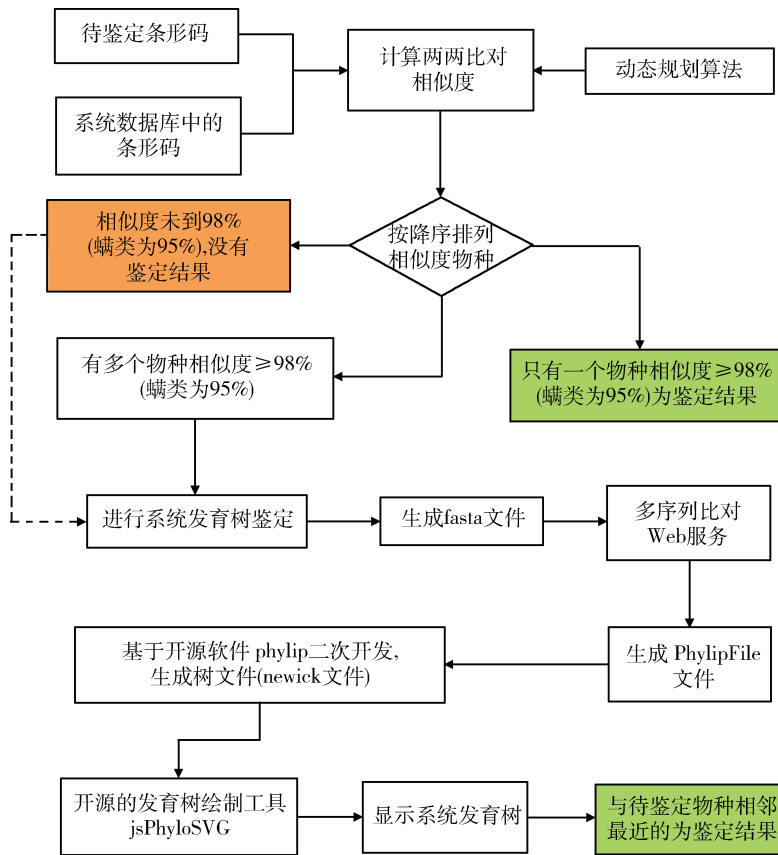 待鉴定条形码
系统数据库中的
条形码
计算两两比对
相似度
动态规划算法
相似度未到98%
(螨类为95%),没有
鉴定结果
按降序排列
相似度物种
有多个物种相似度≥98%
(螨类为95%)
只有一个物种相似度≥98%
(螨类为95%)为鉴定结果
进行系统发育树鉴定
生成fasta文件
多序列比对
Web服务
基于开源软件 phylip二次开发,
生成树文件(newick文件)
生成 PhylipFile
文件
开源的发育树绘制工具
jsPhyloSVG
显示系统发育树
与待鉴定物种相邻
最近的为鉴定结果